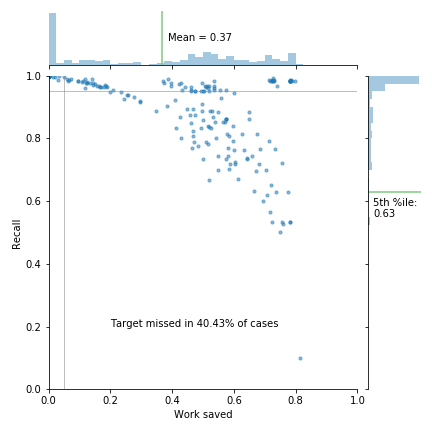 Mean = 0.37
1.0
0.8
0.6
0.4
0.2
0.0
Recall
5th %ile:
0.63
Target missed in 40.43% of cases
0.0 0.2 0.4 0.6 0.8 1.0
Work saved